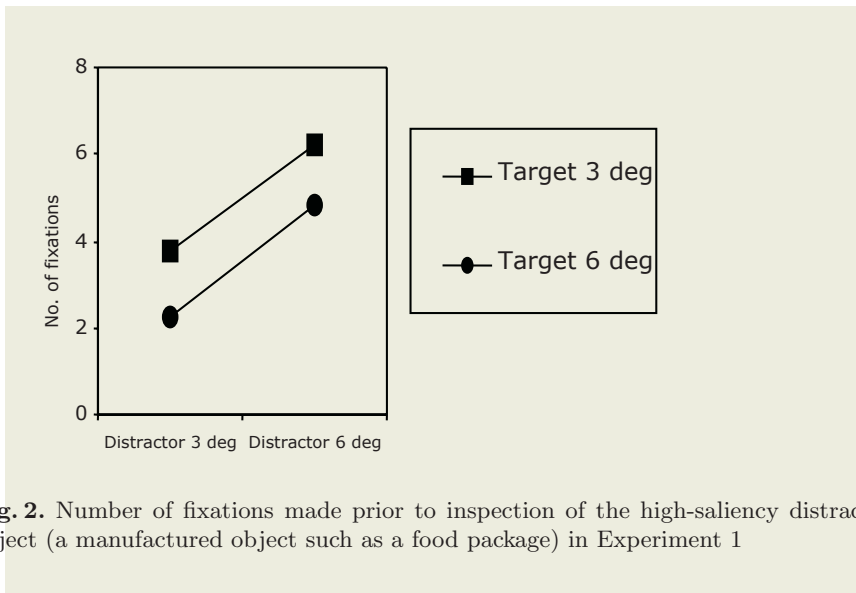 8
6
4
2
0
No. of fixations
Distractor 3 deg Distractor 6 deg
Target 3 deg
Target 6 deg
g. 2. Number of fixations made prior to inspection of the high-saliency distrac
ject (a manufactured object such as a food package) in Experiment 1